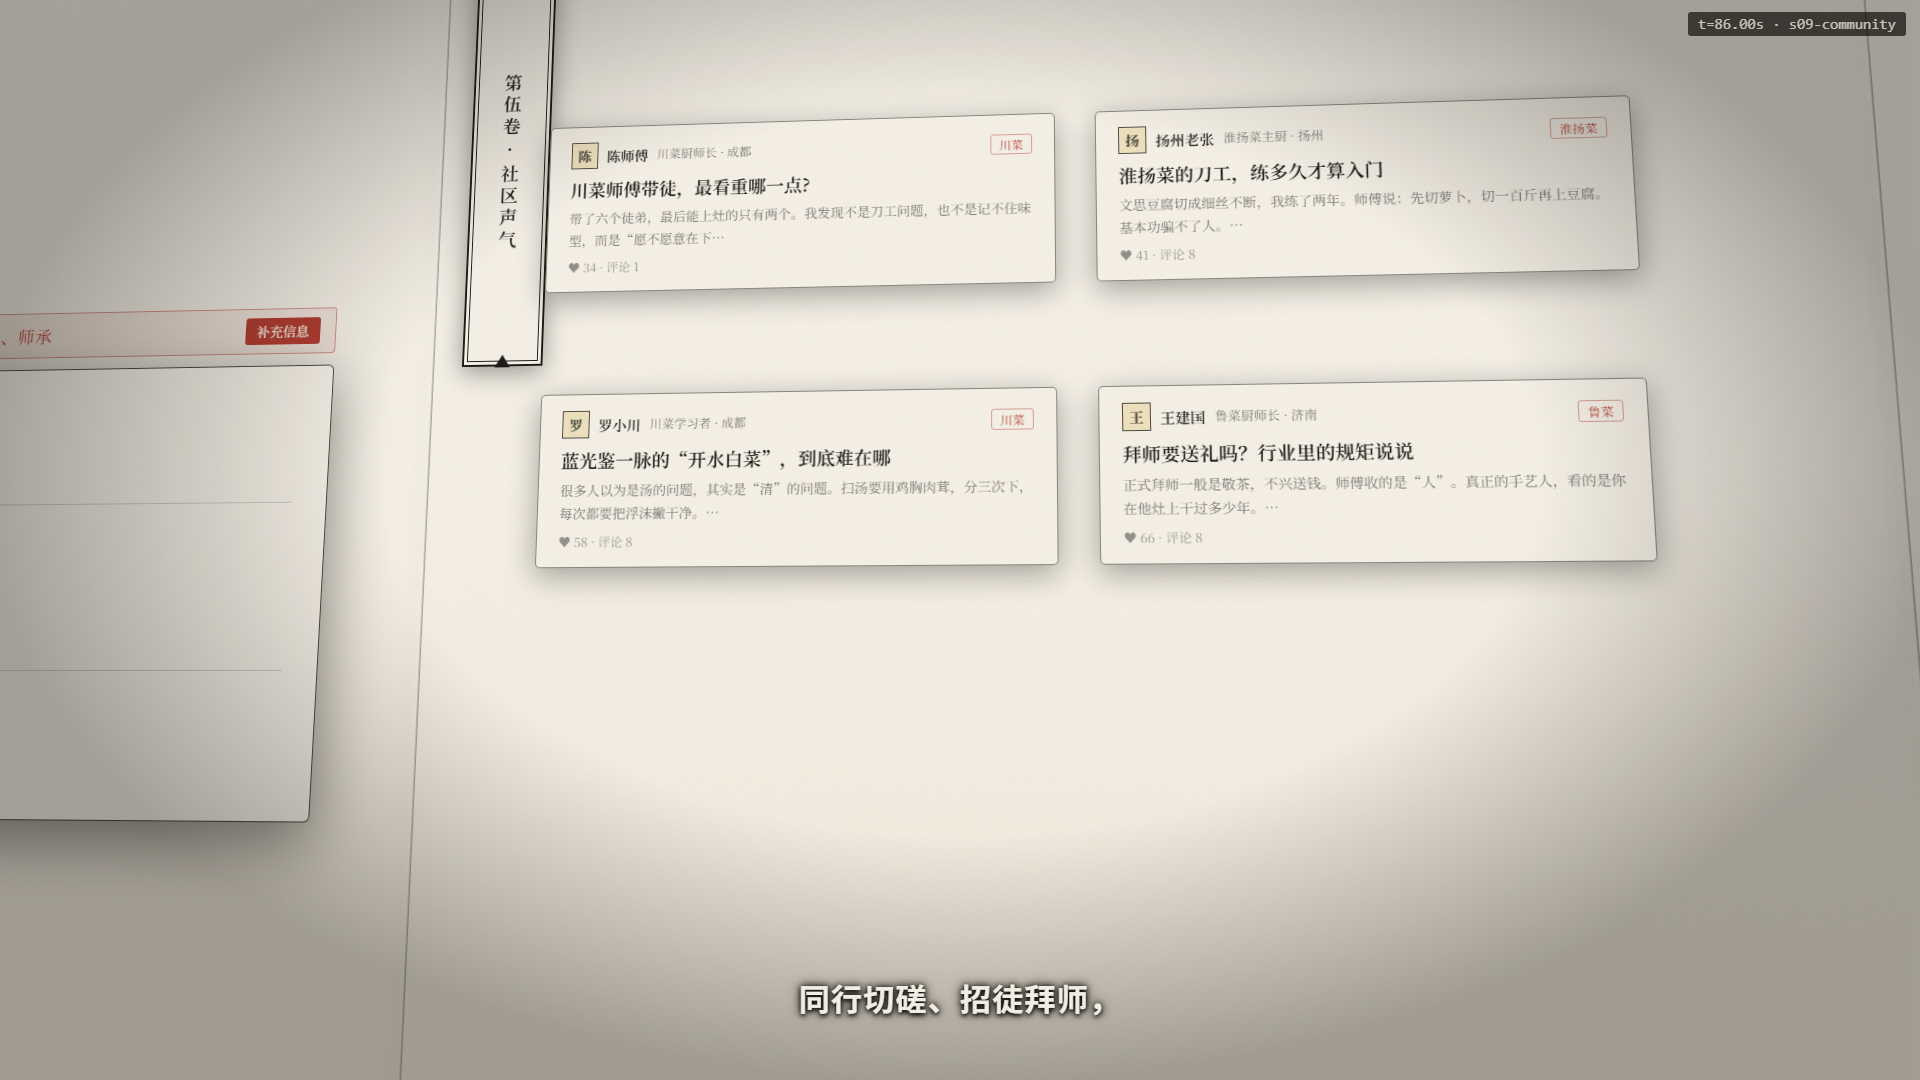 t=86.00s · s09-community
第伍卷·社区声气
、师承
补充信息
陈 陈师傅 川菜厨师长 · 成都 川菜
川菜师傅带徒，最看重哪一点?
带了六个徒弟，最后能上灶的只有两个。我发现不是刀工问题，也不是记不住味
型，而是“愿不愿意在下…
♥ 34 · 评论 1
扬 扬州老张 淮扬菜主厨 · 扬州 淮扬菜
淮扬菜的刀工，练多久才算入门
文思豆腐切成细丝不断，我练了两年。师傅说：先切萝卜，切一百斤再上豆腐。
基本功骗不了人。…
♥ 41 · 评论 8
罗 罗小川 川菜学习者 · 成都 川菜
蓝光鉴一脉的“开水白菜”，到底难在哪
很多人以为是汤的问题，其实是“清”的问题。扫汤要用鸡胸肉茸，分三次下，
每次都要把浮沫撇干净。…
♥ 58 · 评论 8
王 王建国 鲁菜厨师长 · 济南 鲁菜
拜师要送礼吗？行业里的规矩说说
正式拜师一般是敬茶，不兴送钱。师傅收的是“人”。真正的手艺人，看的是你
在他灶上干过多少年。…
♥ 66 · 评论 8
同行切磋、招徒拜师，